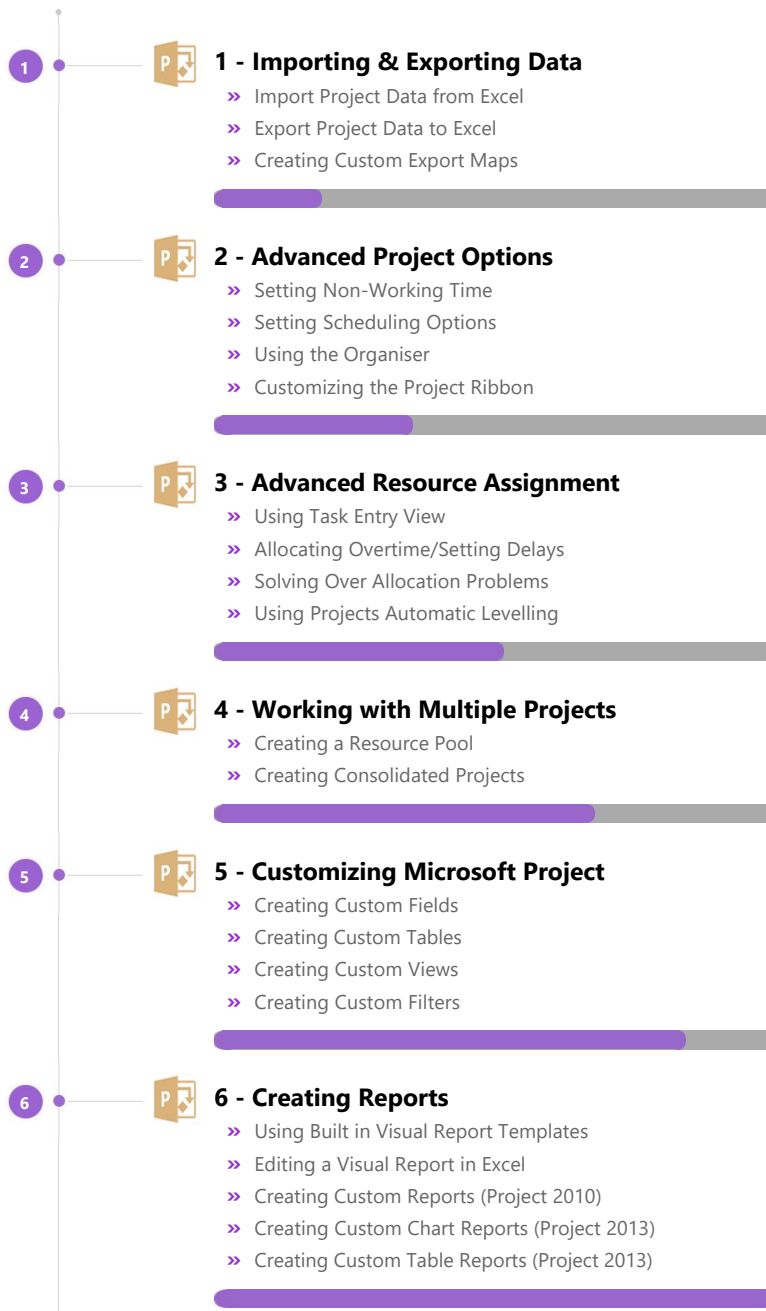 1
P
1 - Importing & Exporting Data
» Import Project Data from Excel
» Export Project Data to Excel
» Creating Custom Export Maps
2
P
2 - Advanced Project Options
» Setting Non-Working Time
» Setting Scheduling Options
» Using the Organiser
» Customizing the Project Ribbon
3
P
3 - Advanced Resource Assignment
» Using Task Entry View
» Allocating Overtime/Setting Delays
» Solving Over Allocation Problems
» Using Projects Automatic Levelling
4
P
4 - Working with Multiple Projects
» Creating a Resource Pool
» Creating Consolidated Projects
5
P
5 - Customizing Microsoft Project
» Creating Custom Fields
» Creating Custom Tables
» Creating Custom Views
» Creating Custom Filters
6
P
6 - Creating Reports
» Using Built in Visual Report Templates
» Editing a Visual Report in Excel
» Creating Custom Reports (Project 2010)
» Creating Custom Chart Reports (Project 2013)
» Creating Custom Table Reports (Project 2013)